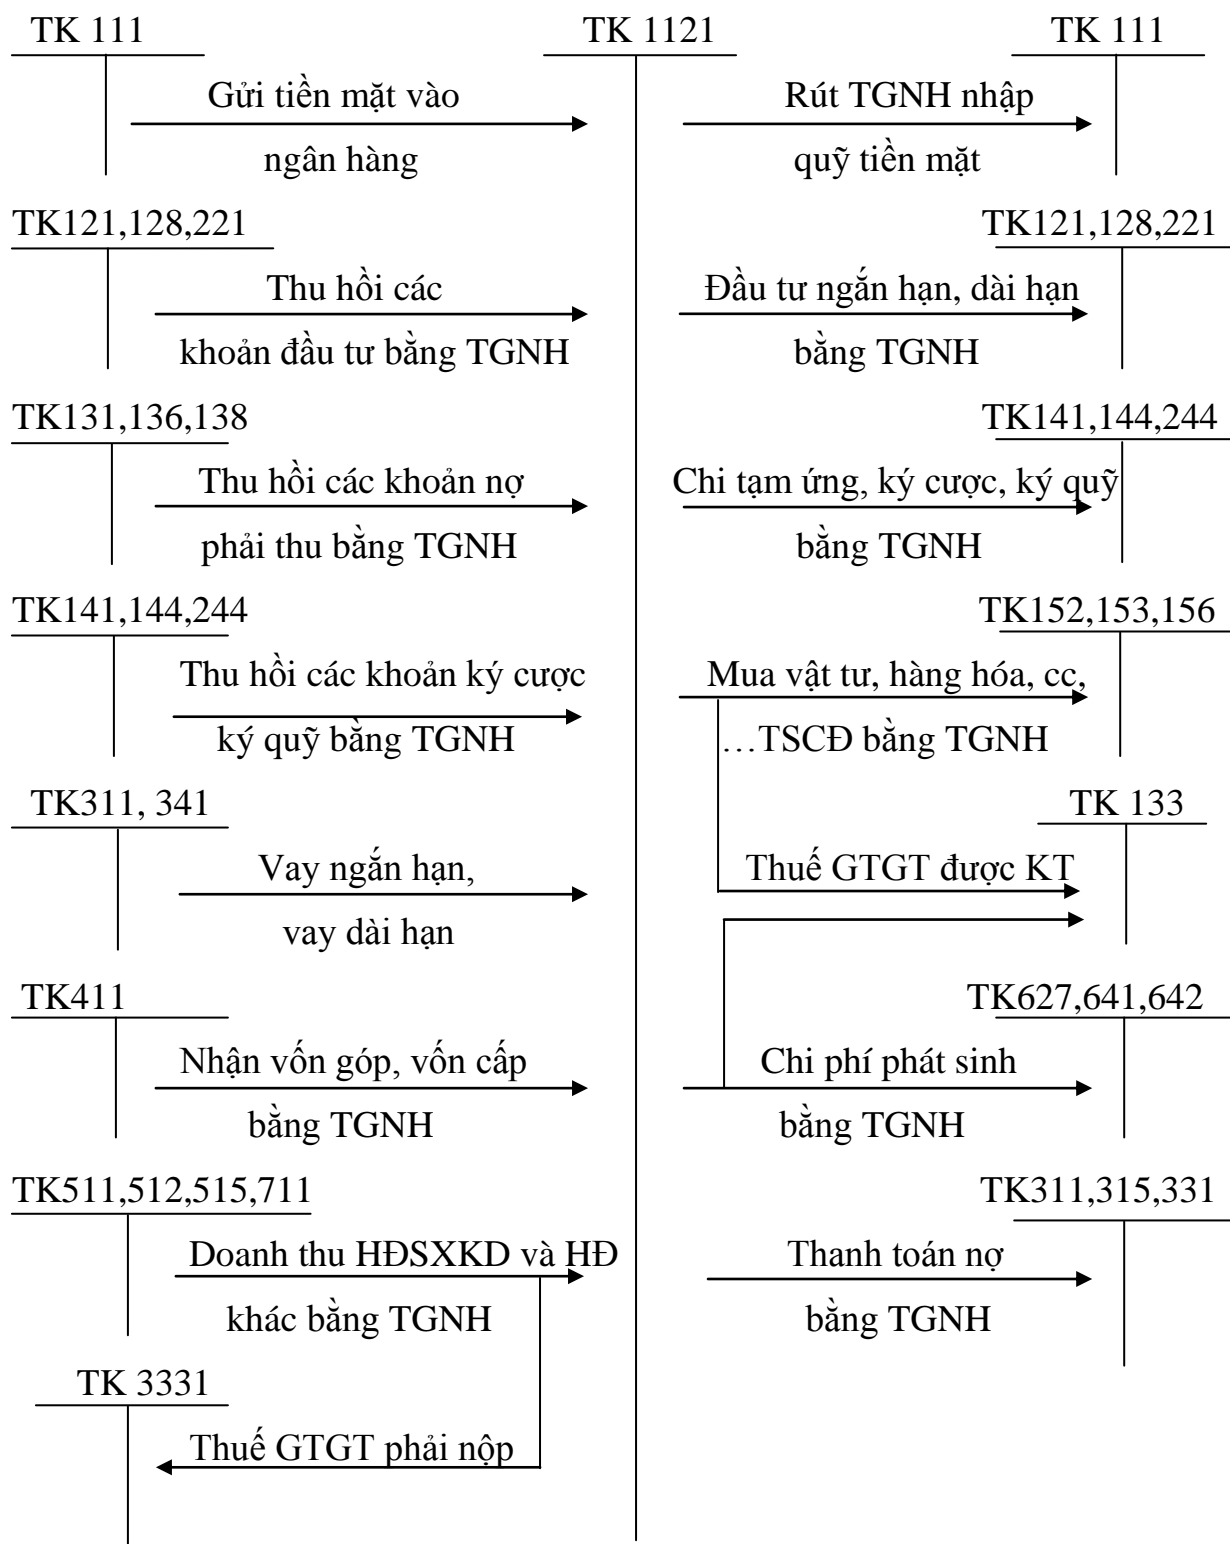 TK 111
TK 1121
TK 111
Gửi tiền mặt vào
ngân hàng
Rút TGNH nhập
quỹ tiền mặt
TK121,128,221
TK121,128,221
Thu hồi các
khoản đầu tư bằng TGNH
Đầu tư ngắn hạn, dài hạn
bằng TGNH
TK131,136,138
TK141,144,244
Thu hồi các khoản nợ
phải thu bằng TGNH
Chi tạm ứng, ký cược, ký quỹ
bằng TGNH
TK141,144,244
TK152,153,156
Thu hồi các khoản ký cược
ký quỹ bằng TGNH
Mua vật tư, hàng hóa, cc,
…TSCĐ bằng TGNH
TK311, 341
TK 133
Vay ngắn hạn,
vay dài hạn
Thuế GTGT được KT
TK411
TK627,641,642
Nhận vốn góp, vốn cấp
bằng TGNH
Chi phí phát sinh
bằng TGNH
TK511,512,515,711
TK311,315,331
Doanh thu HĐSXKD và HĐ
khác bằng TGNH
Thanh toán nợ
bằng TGNH
TK 3331
Thuế GTGT phải nộp